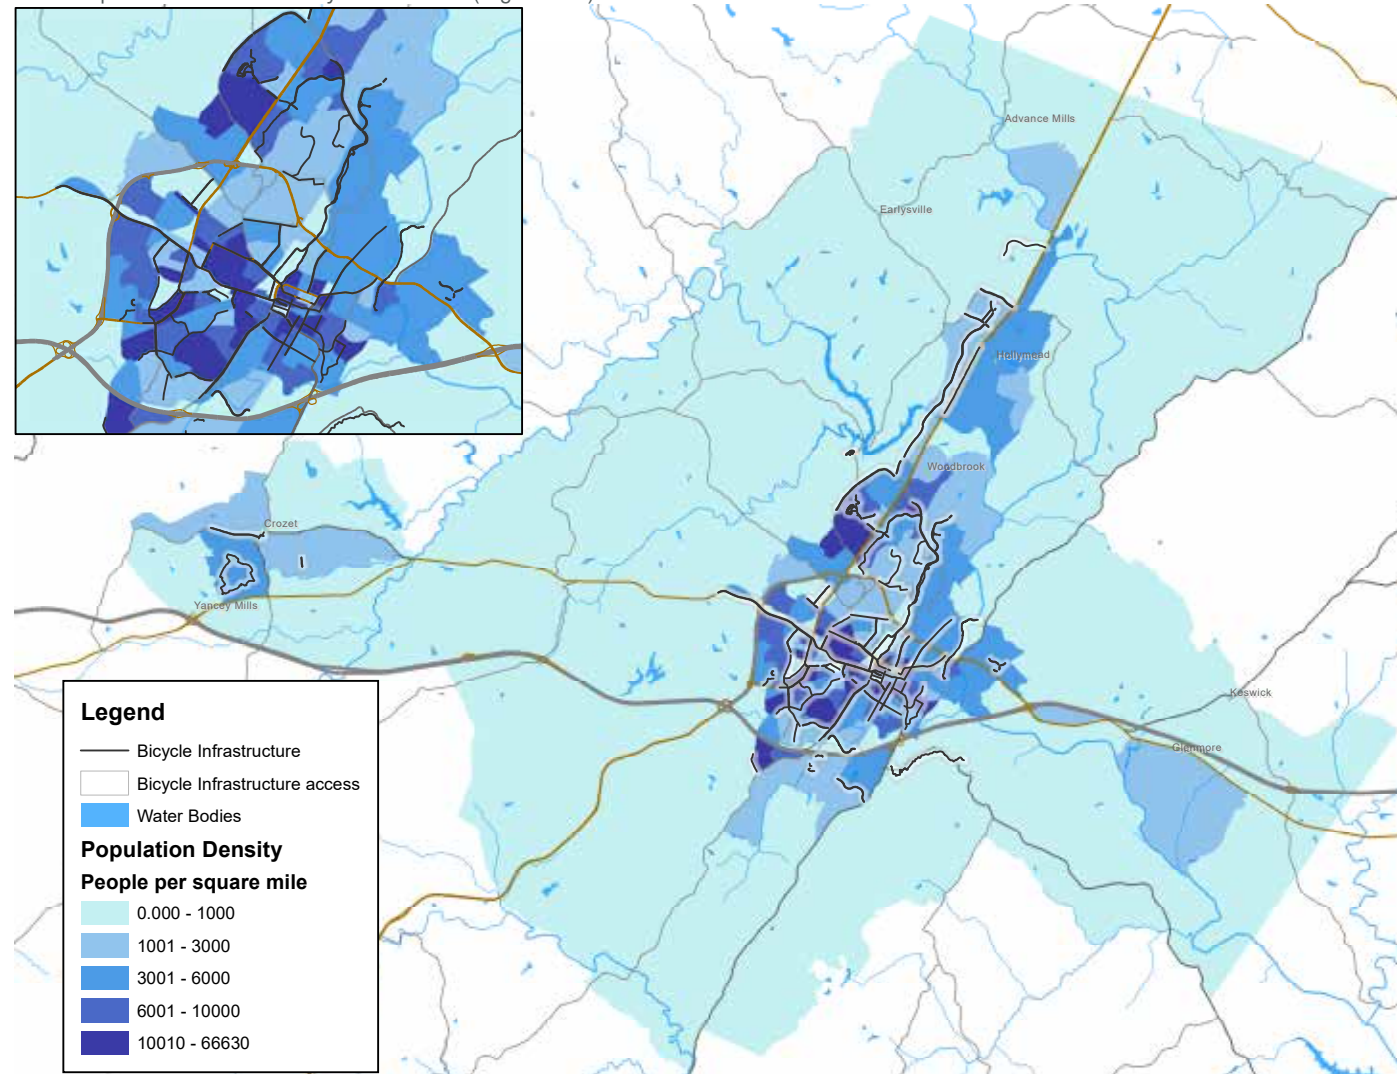 Advance Mills
Earlysville
Hollymead
Woodbrook
Crozet
Yancey Mills
Keswick
Glenmore
Legend
Bicycle Infrastructure
Bicycle Infrastructure access
Water Bodies
Population Density
People per square mile
0.000 - 1000
1001 - 3000
3001 - 6000
6001 - 10000
10010 - 66630